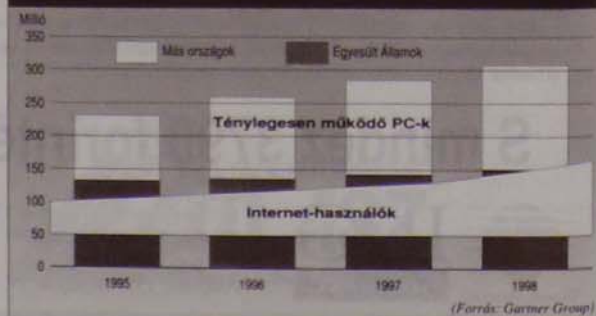 Millió
350
Más országok
Egyesült Államok
300
250
Ténylegesen működő PC-k
200
150
100
Internet-használók
50
0
1995
1996
1997
1998
(Forrás: Gartner Group)